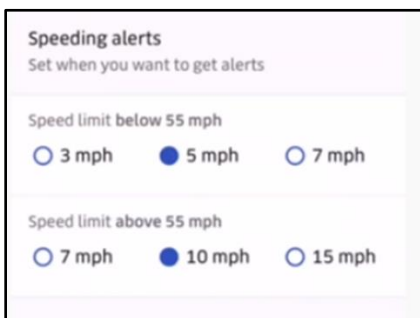 Speeding alerts
Set when you want to get alerts
Speed limit below 55 mph
3 mph 5 mph 7 mph
Speed limit above 55 mph
7 mph 10 mph 15 mph